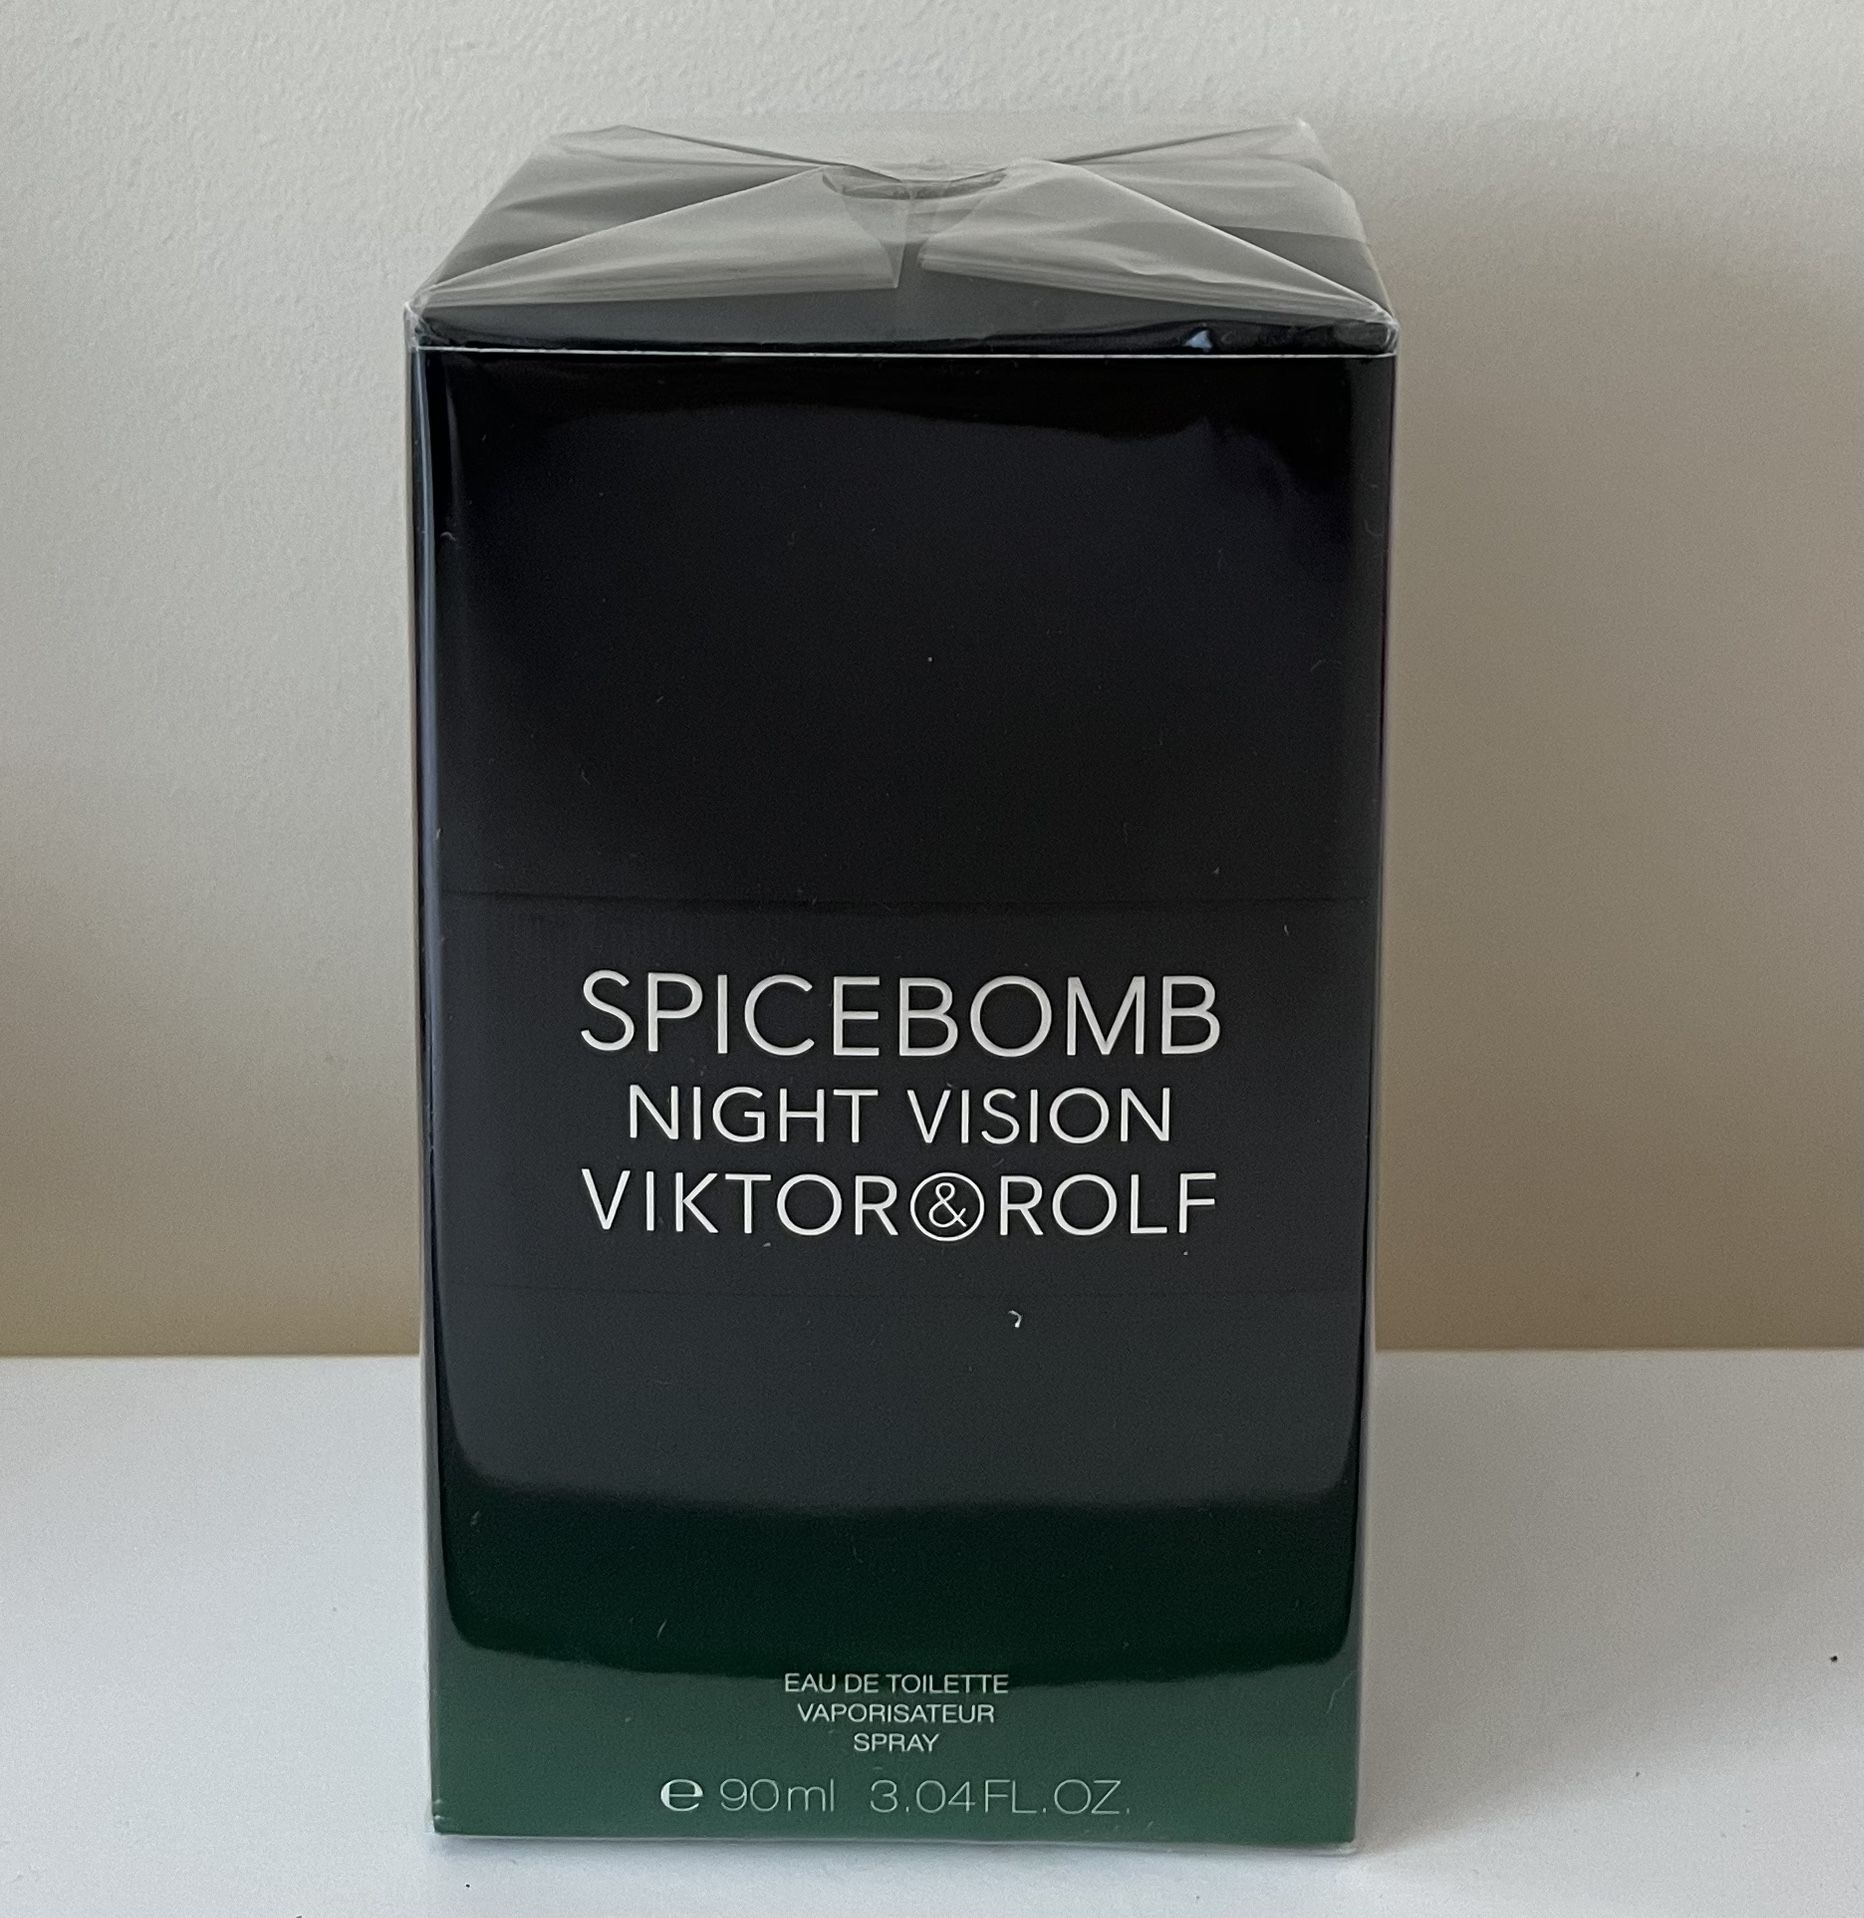 SPICEBOMB
NIGHT VISION
VIKTOR&ROLF
EAU DE TOILETTE
VAPORISATEUR
SPRAY
℮ 90ml 3.04FL.OZ.